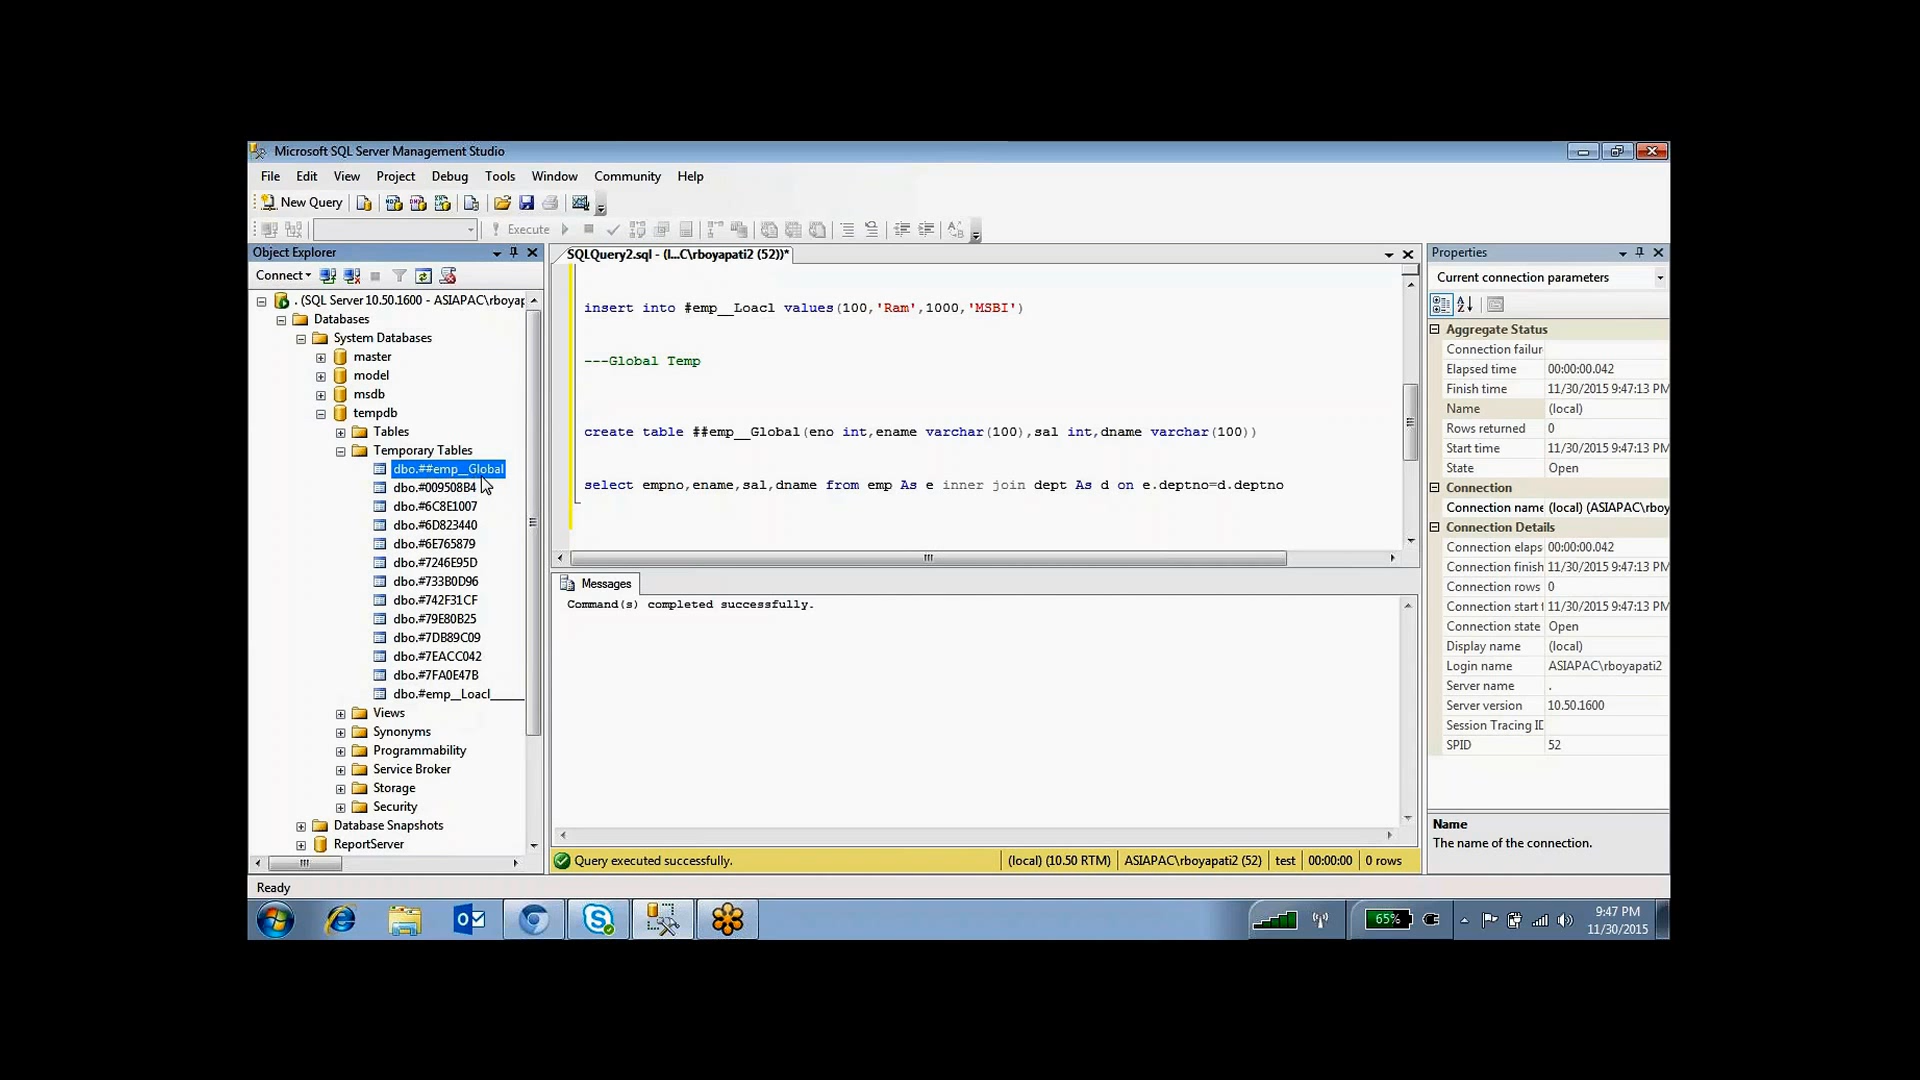 Microsoft SQL Server Management Studio
File Edit View Project Debug Tools Window Community Help
New Query
Execute
Object Explorer
Connect
. (SQL Server 10.50.1600 - ASIAPAC\rboyap
Databases
System Databases
master
model
msdb
tempdb
Tables
Temporary Tables
dbo.##emp__Global
dbo.#009508B4
dbo.#6C8E1007
dbo.#6D823440
dbo.#6E765879
dbo.#7246E95D
dbo.#733B0D96
dbo.#742F31CF
dbo.#79E80B25
dbo.#7DB89C09
dbo.#7EACC042
dbo.#7FA0E47B
dbo.#emp__Loacl____
Views
Synonyms
Programmability
Service Broker
Storage
Security
Database Snapshots
ReportServer
SQLQuery2.sql - (l...C\rboyapati2 (52))*
insert into #emp__Loacl values(100,'Ram',1000,'MSBI')
---Global Temp
create table ##emp__Global(eno int,ename varchar(100),sal int,dname varchar(100))
select empno,ename,sal,dname from emp As e inner join dept As d on e.deptno=d.deptno
Messages
Command(s) completed successfully.
Query executed successfully. (local) (10.50 RTM) ASIAPAC\rboyapati2 (52) test 00:00:00 0 rows
Properties
Current connection parameters
Aggregate Status
Connection failur
Elapsed time 00:00:00.042
Finish time 11/30/2015 9:47:13 PM
Name (local)
Rows returned 0
Start time 11/30/2015 9:47:13 PM
State Open
Connection
Connection name (local) (ASIAPAC\rboy
Connection Details
Connection elaps 00:00:00.042
Connection finish 11/30/2015 9:47:13 PM
Connection rows 0
Connection start t 11/30/2015 9:47:13 PM
Connection state Open
Display name (local)
Login name ASIAPAC\rboyapati2
Server name .
Server version 10.50.1600
Session Tracing ID
SPID 52
Name
The name of the connection.
Ready
65%
9:47 PM
11/30/2015